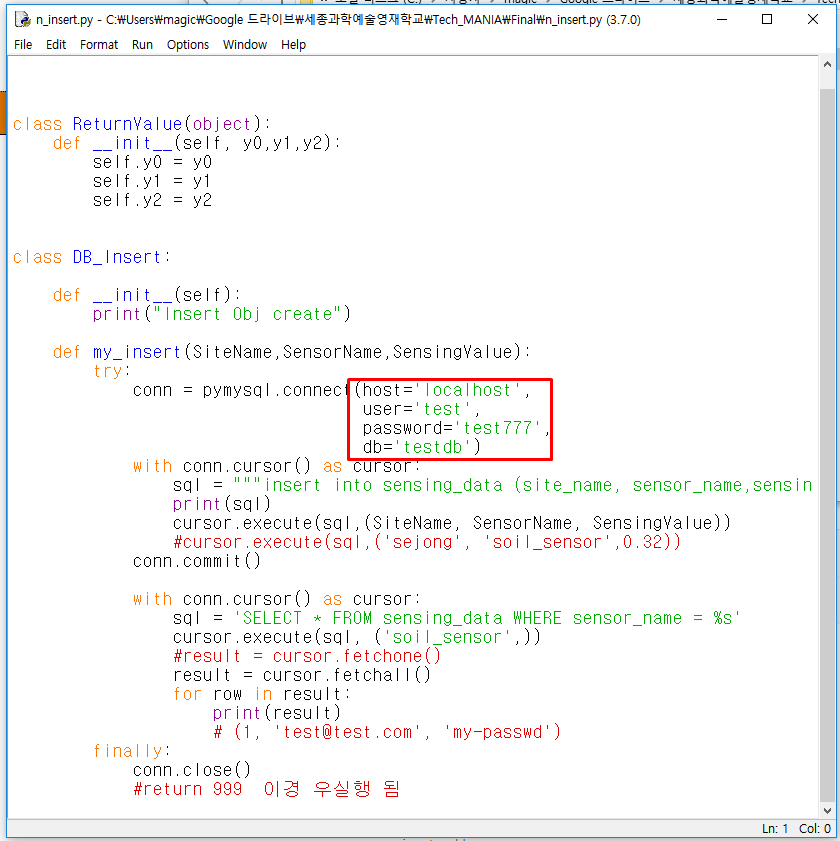 n_insert.py - C:₩Users₩magic₩Google 드라이브₩세종과학예술영재학교₩Tech_MANIA₩Final₩n_insert.py (3.7.0)
File Edit Format Run Options Window Help
class ReturnValue(object):
    def __init__(self, y0,y1,y2):
        self.y0 = y0
        self.y1 = y1
        self.y2 = y2
class DB_Insert:
    def __init__(self):
        print("Insert Obj create")
    def my_insert(SiteName,SensorName,SensingValue):
        try:
            conn = pymysql.connect(host='localhost',
                                   user='test',
                                   password='test777',
                                   db='testdb')
            with conn.cursor() as cursor:
                sql = """insert into sensing_data (site_name, sensor_name,sensin
                print(sql)
                cursor.execute(sql,(SiteName, SensorName, SensingValue))
                #cursor.execute(sql,('sejong', 'soil_sensor',0.32))
            conn.commit()
            with conn.cursor() as cursor:
                sql = 'SELECT * FROM sensing_data WHERE sensor_name = %s'
                cursor.execute(sql, ('soil_sensor',))
                #result = cursor.fetchone()
                result = cursor.fetchall()
                for row in result:
                    print(result)
                    # (1, 'test@test.com', 'my-passwd')
        finally:
            conn.close()
            #return 999  이경 우실행 됨
Ln: 1 Col: 0